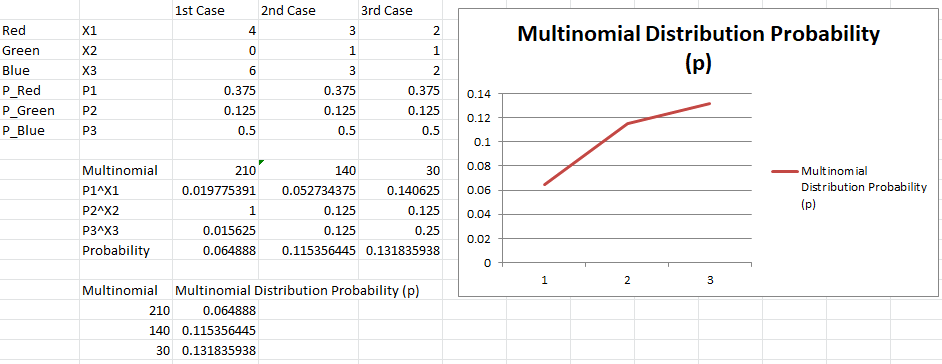 1st Case 2nd Case 3rd Case
Red X1 4 3 2
Green X2 0 1 1
Blue X3 6 3 2
P_Red P1 0.375 0.375 0.375
P_Green P2 0.125 0.125 0.125
P_Blue P3 0.5 0.5 0.5
Multinomial 210 140 30
P1^X1 0.019775391 0.052734375 0.140625
P2^X2 1 0.125 0.125
P3^X3 0.015625 0.125 0.25
Probability 0.064888 0.115356445 0.131835938
Multinomial Multinomial Distribution Probability (p)
210 0.064888
140 0.115356445
30 0.131835938
Multinomial Distribution Probability
(p)
0.14
0.12
0.1
0.08
0.06
0.04
0.02
0
1 2 3
Multinomial
Distribution Probability
(p)